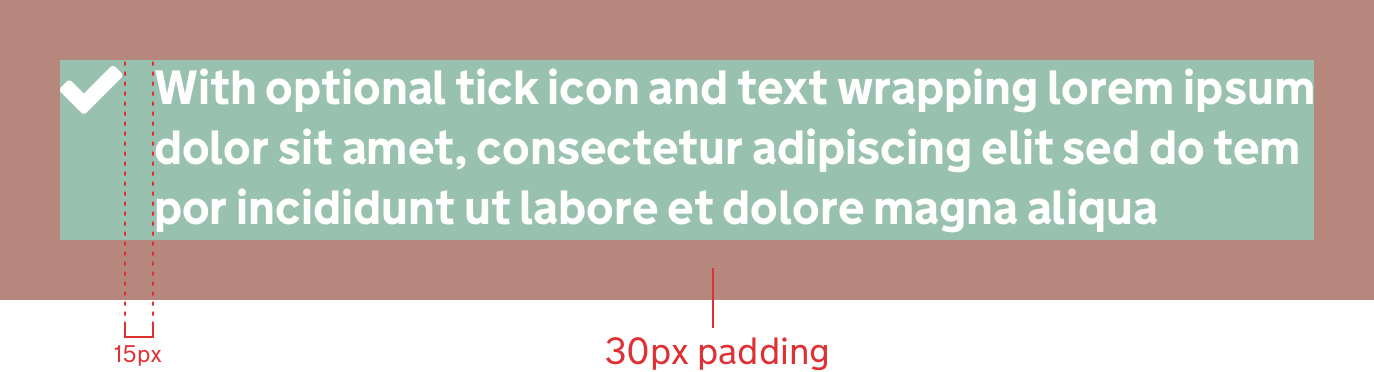 With optional tick icon and text wrapping lorem ipsum
dolor sit amet, consectetur adipiscing elit sed do tem
por incididunt ut labore et dolore magna aliqua
15px
30px padding